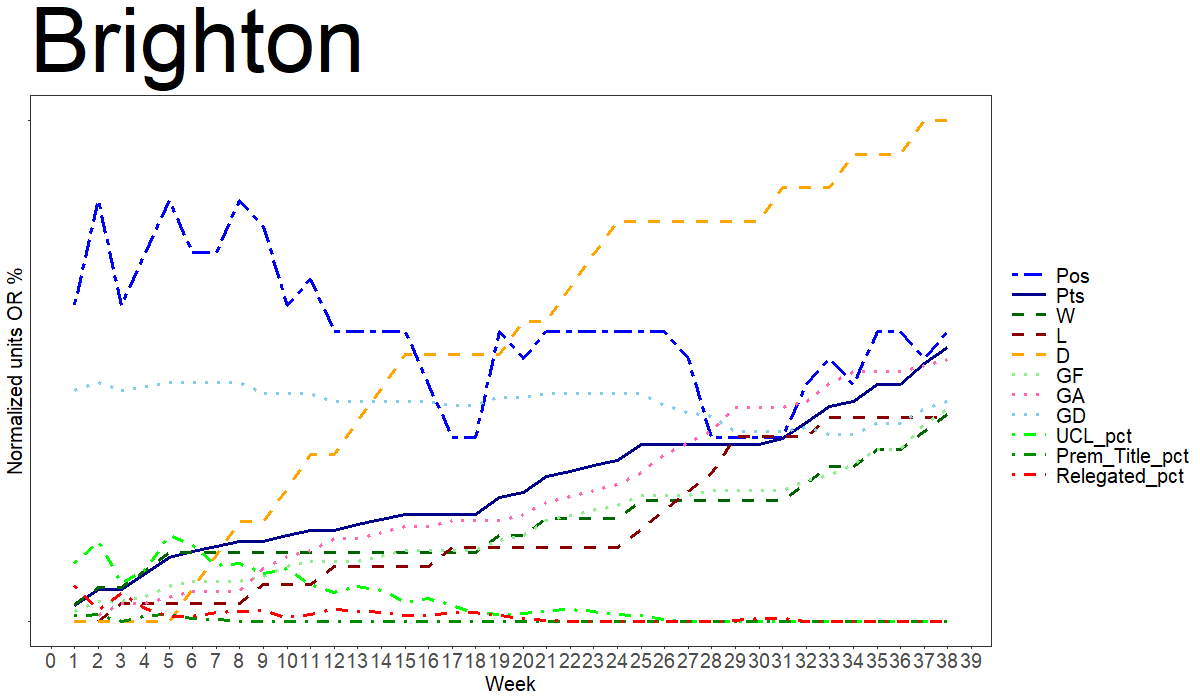 Brighton
Normalized units OR %
Pos
Pts
W
L
D
GF
GA
GD
UCL_pct
Prem_Title_pct
Relegated_pct
0 1 2 3 4 5 6 7 8 9 10 11 12 13 14 15 16 17 18 19 20 21 22 23 24 25 26 27 28 29 30 31 32 33 34 35 36 37 38 39
Week